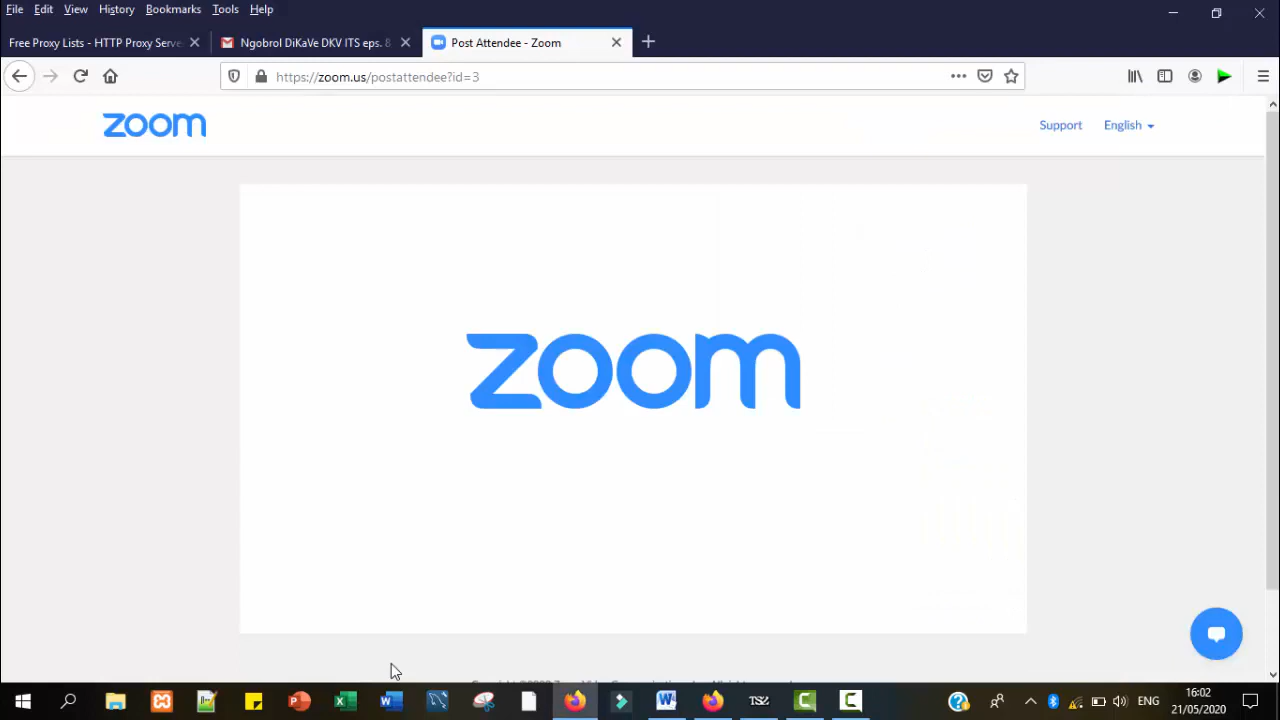 File Edit View History Bookmarks Tools Help
Free Proxy Lists - HTTP Proxy Serve
Ngobrol DiKaVe DKV ITS eps. 8
Post Attendee - Zoom
https://zoom.us/postattendee?id=3
zoom
Support
English
zoom
ENG
16:02
21/05/2020